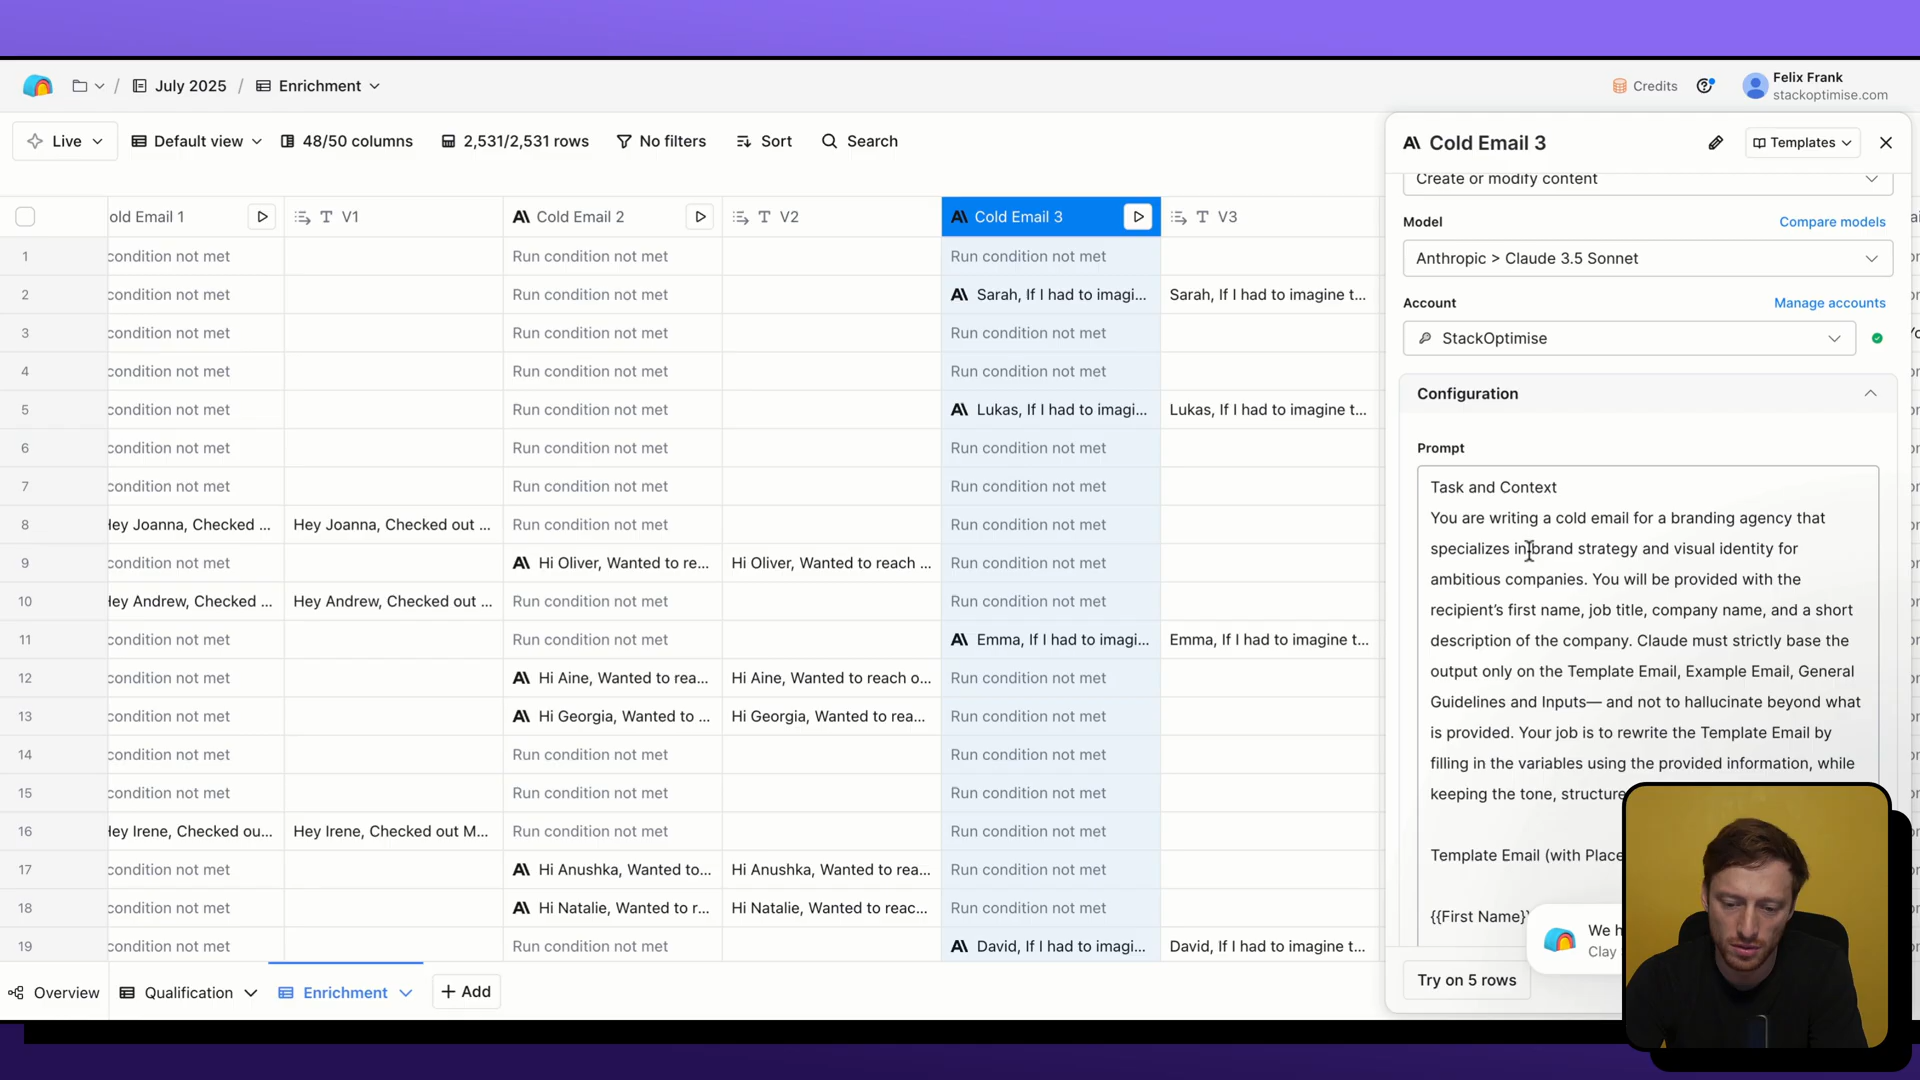 July 2025 / Enrichment
Credits
Felix Frank
stackoptimise.com
Live
Default view
48/50 columns
2,531/2,531 rows
No filters
Sort
Search
old Email 1
V1
Cold Email 2
V2
Cold Email 3
V3
1 condition not met Run condition not met Run condition not met
2 condition not met Run condition not met Sarah, If I had to imagi... Sarah, If I had to imagine t...
3 condition not met Run condition not met Run condition not met
4 condition not met Run condition not met Run condition not met
5 condition not met Run condition not met Lukas, If I had to imagi... Lukas, If I had to imagine t...
6 condition not met Run condition not met Run condition not met
7 condition not met Run condition not met Run condition not met
8 Hey Joanna, Checked ... Hey Joanna, Checked out ... Run condition not met Run condition not met
9 condition not met Hi Oliver, Wanted to re... Hi Oliver, Wanted to reach ... Run condition not met
10 Hey Andrew, Checked ... Hey Andrew, Checked out ... Run condition not met Run condition not met
11 condition not met Run condition not met Emma, If I had to imagi... Emma, If I had to imagine t...
12 condition not met Hi Aine, Wanted to rea... Hi Aine, Wanted to reach o... Run condition not met
13 condition not met Hi Georgia, Wanted to ... Hi Georgia, Wanted to rea... Run condition not met
14 condition not met Run condition not met Run condition not met
15 condition not met Run condition not met Run condition not met
16 Hey Irene, Checked ou... Hey Irene, Checked out M... Run condition not met Run condition not met
17 condition not met Hi Anushka, Wanted to... Hi Anushka, Wanted to rea... Run condition not met
18 condition not met Hi Natalie, Wanted to r... Hi Natalie, Wanted to reac... Run condition not met
19 condition not met Run condition not met David, If I had to imagi... David, If I had to imagine t...
Overview
Qualification
Enrichment
+ Add
Cold Email 3
Templates
Create or modify content
Model
Compare models
Anthropic > Claude 3.5 Sonnet
Account
Manage accounts
StackOptimise
Configuration
Prompt
Task and Context
You are writing a cold email for a branding agency that
specializes in brand strategy and visual identity for
ambitious companies. You will be provided with the
recipient's first name, job title, company name, and a short
description of the company. Claude must strictly base the
output only on the Template Email, Example Email, General
Guidelines and Inputs— and not to hallucinate beyond what
is provided. Your job is to rewrite the Template Email by
filling in the variables using the provided information, while
keeping the tone, structure
Template Email (with Place
{{First Name}}
We h
Clay
Try on 5 rows